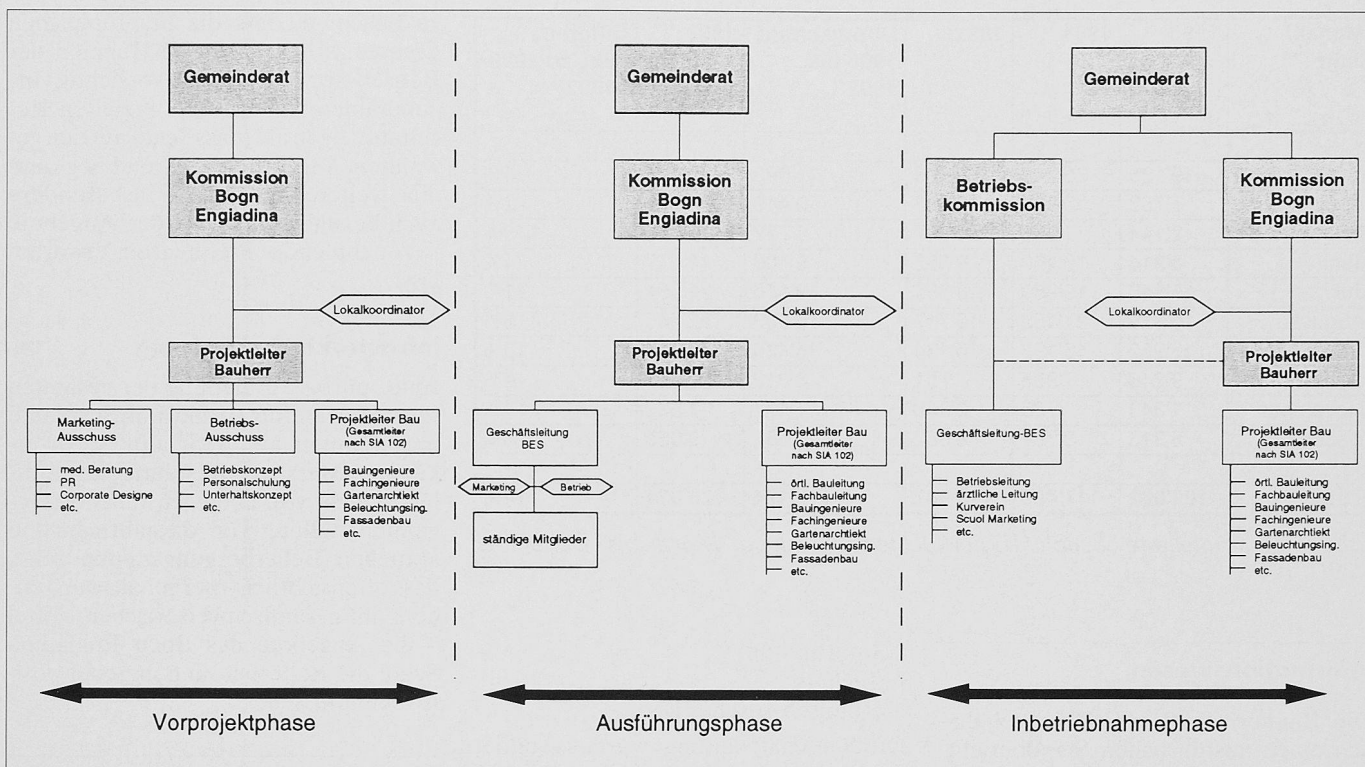 Gemeinderat
Kommission
Bogn
Engiadina
Lokalkoordinator
Projektleiter
Bauherr
Marketing-
Ausschuss
med. Beratung
PR
Corporate Designe
etc.
Betriebs-
Ausschuss
Betriebskonzept
Personalschulung
Unterhaltskonzept
etc.
Projektleiter Bau
(Gesamtleiter
nach SIA 102)
Bauingenieure
Fachingenieure
Gartenarchtiekt
Beleuchtungsing.
Fassadenbau
etc.
Vorprojektphase
Gemeinderat
Kommission
Bogn
Engiadina
Lokalkoordinator
Projektleiter
Bauherr
Geschäftsleitung
BES
Marketing
Betrieb
ständige Mitglieder
Projektleiter Bau
(Gesamtleiter
nach SIA 102)
örtl. Bauleitung
Fachbauleitung
Bauingenieure
Fachingenieure
Gartenarchtiekt
Beleuchtungsing.
Fassadenbau
etc.
Ausführungsphase
Gemeinderat
Betriebs-
kommission
Kommission
Bogn
Engiadina
Lokalkoordinator
Projektleiter
Bauherr
Geschäftsleitung-BES
Betriebsleitung
ärztliche Leitung
Kurverein
Scuol Marketing
etc.
Projektleiter Bau
(Gesamtleiter
nach SIA 102)
örtl. Bauleitung
Fachbauleitung
Bauingenieure
Fachingenieure
Gartenarchtiekt
Beleuchtungsing.
Fassadenbau
etc.
Inbetriebnahmephase